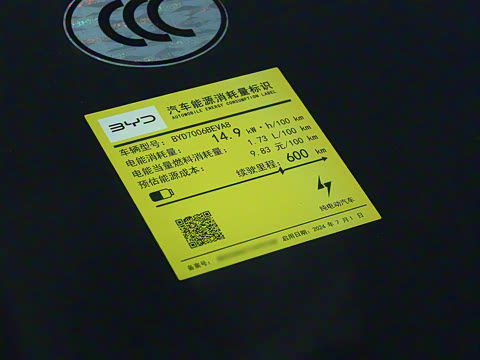 CCC
BYD
汽车能源消耗量标识
AUTOMOBILE ENERGY CONSUMPTION LABEL
车辆型号: BYD7006BEVA8
电能消耗量: 14.9 kW·h/100 km
电能当量燃料消耗量: 1.73 L/100 km
预估能源成本: 9.83 元/100 km
续驶里程: 600 km
纯电动汽车
备案号:
启用日期: 2024 年 7 月 1 日